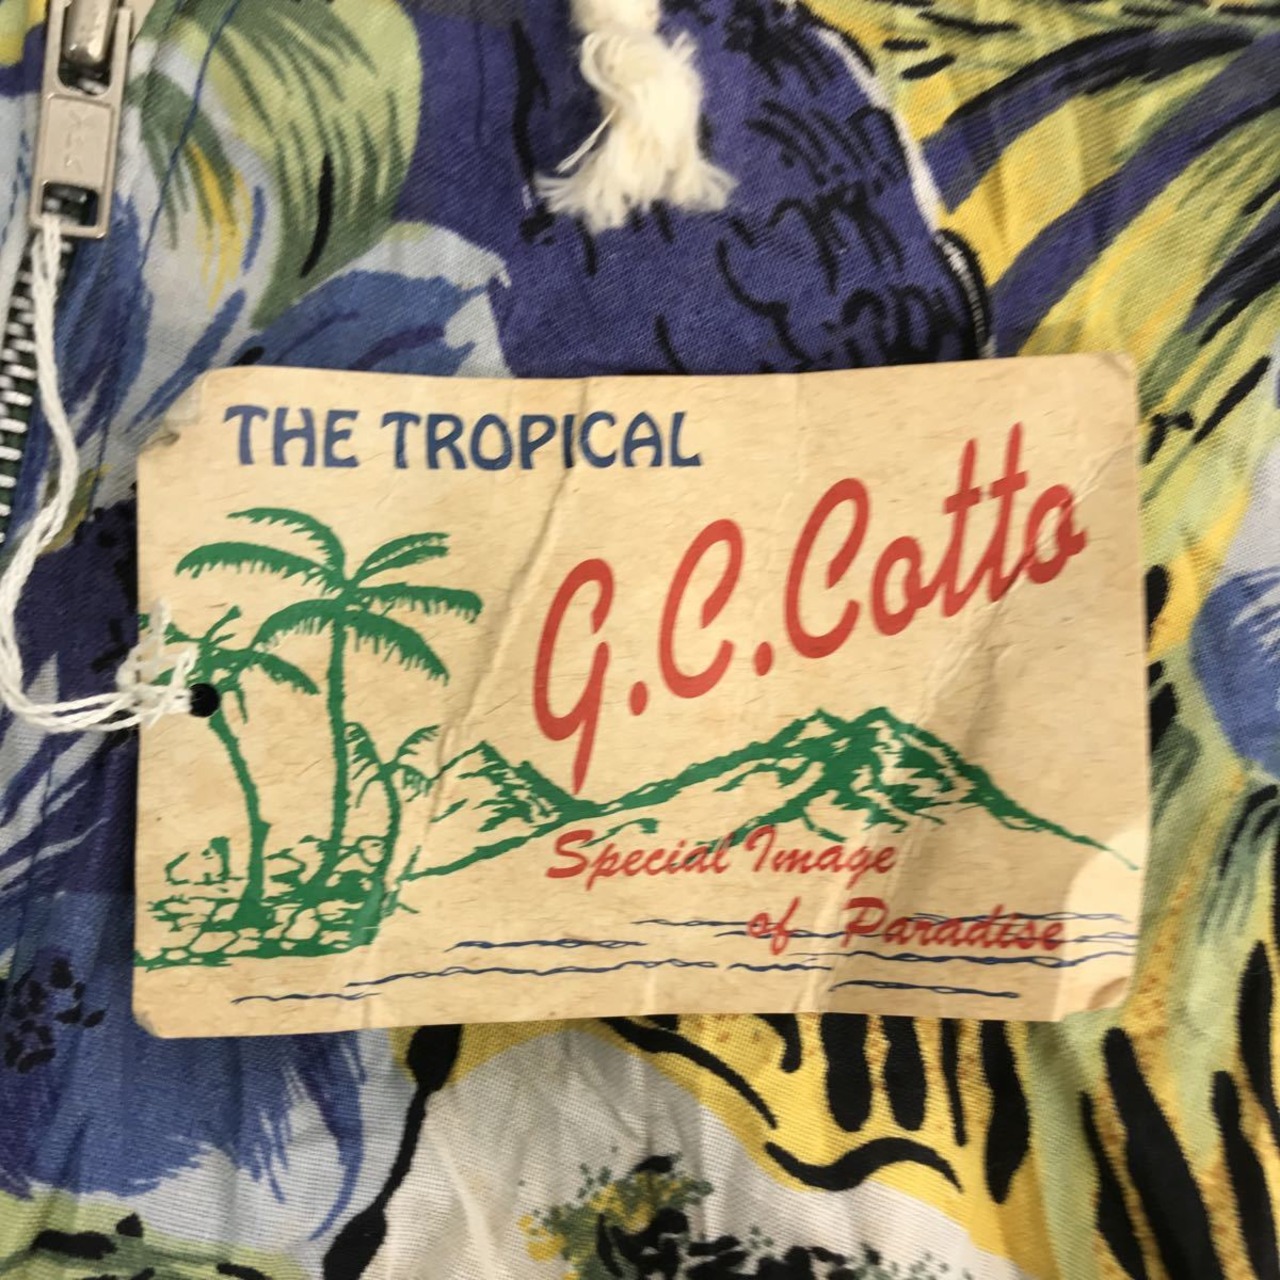 THE TROPICAL
G.C.Cotto
Special Image
of Paradise